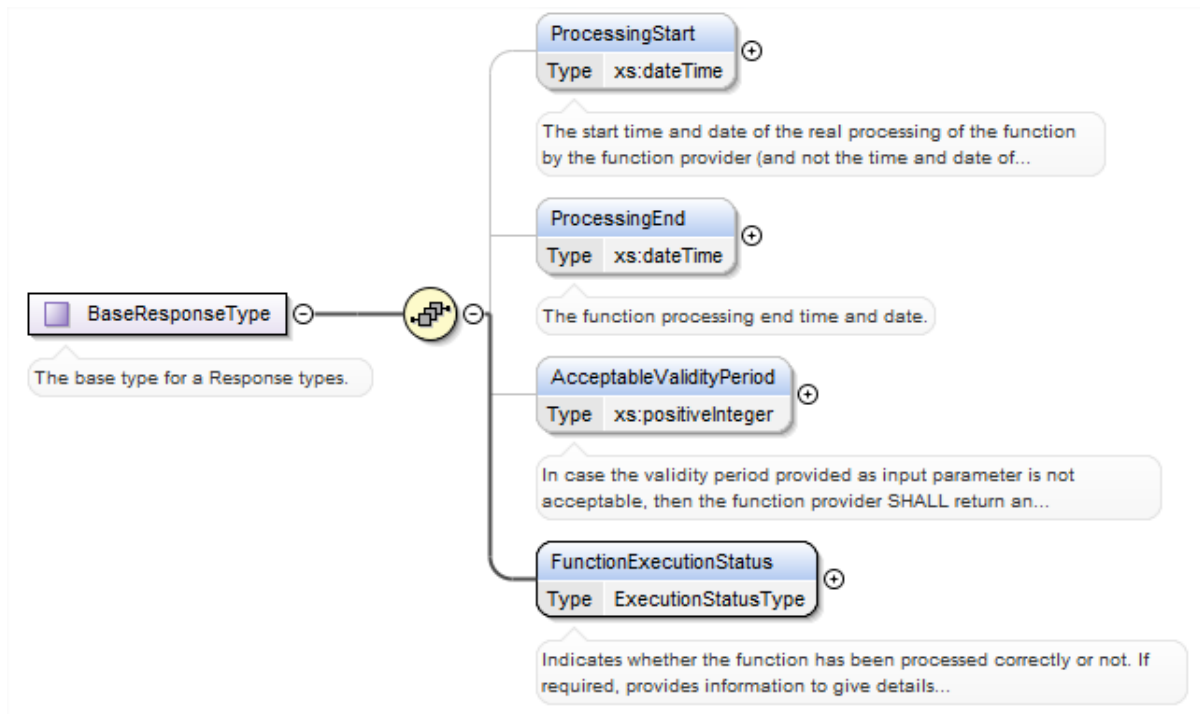 ProcessingStart
Type xs:dateTime
The start time and date of the real processing of the function
by the function provider (and not the time and date of...
ProcessingEnd
Type xs:dateTime
The function processing end time and date.
BaseResponseType
The base type for a Response types.
AcceptableValidityPeriod
Type xs:positiveInteger
In case the validity period provided as input parameter is not
acceptable, then the function provider SHALL return an...
FunctionExecutionStatus
Type ExecutionStatusType
Indicates whether the function has been processed correctly or not. If
required, provides information to give details...